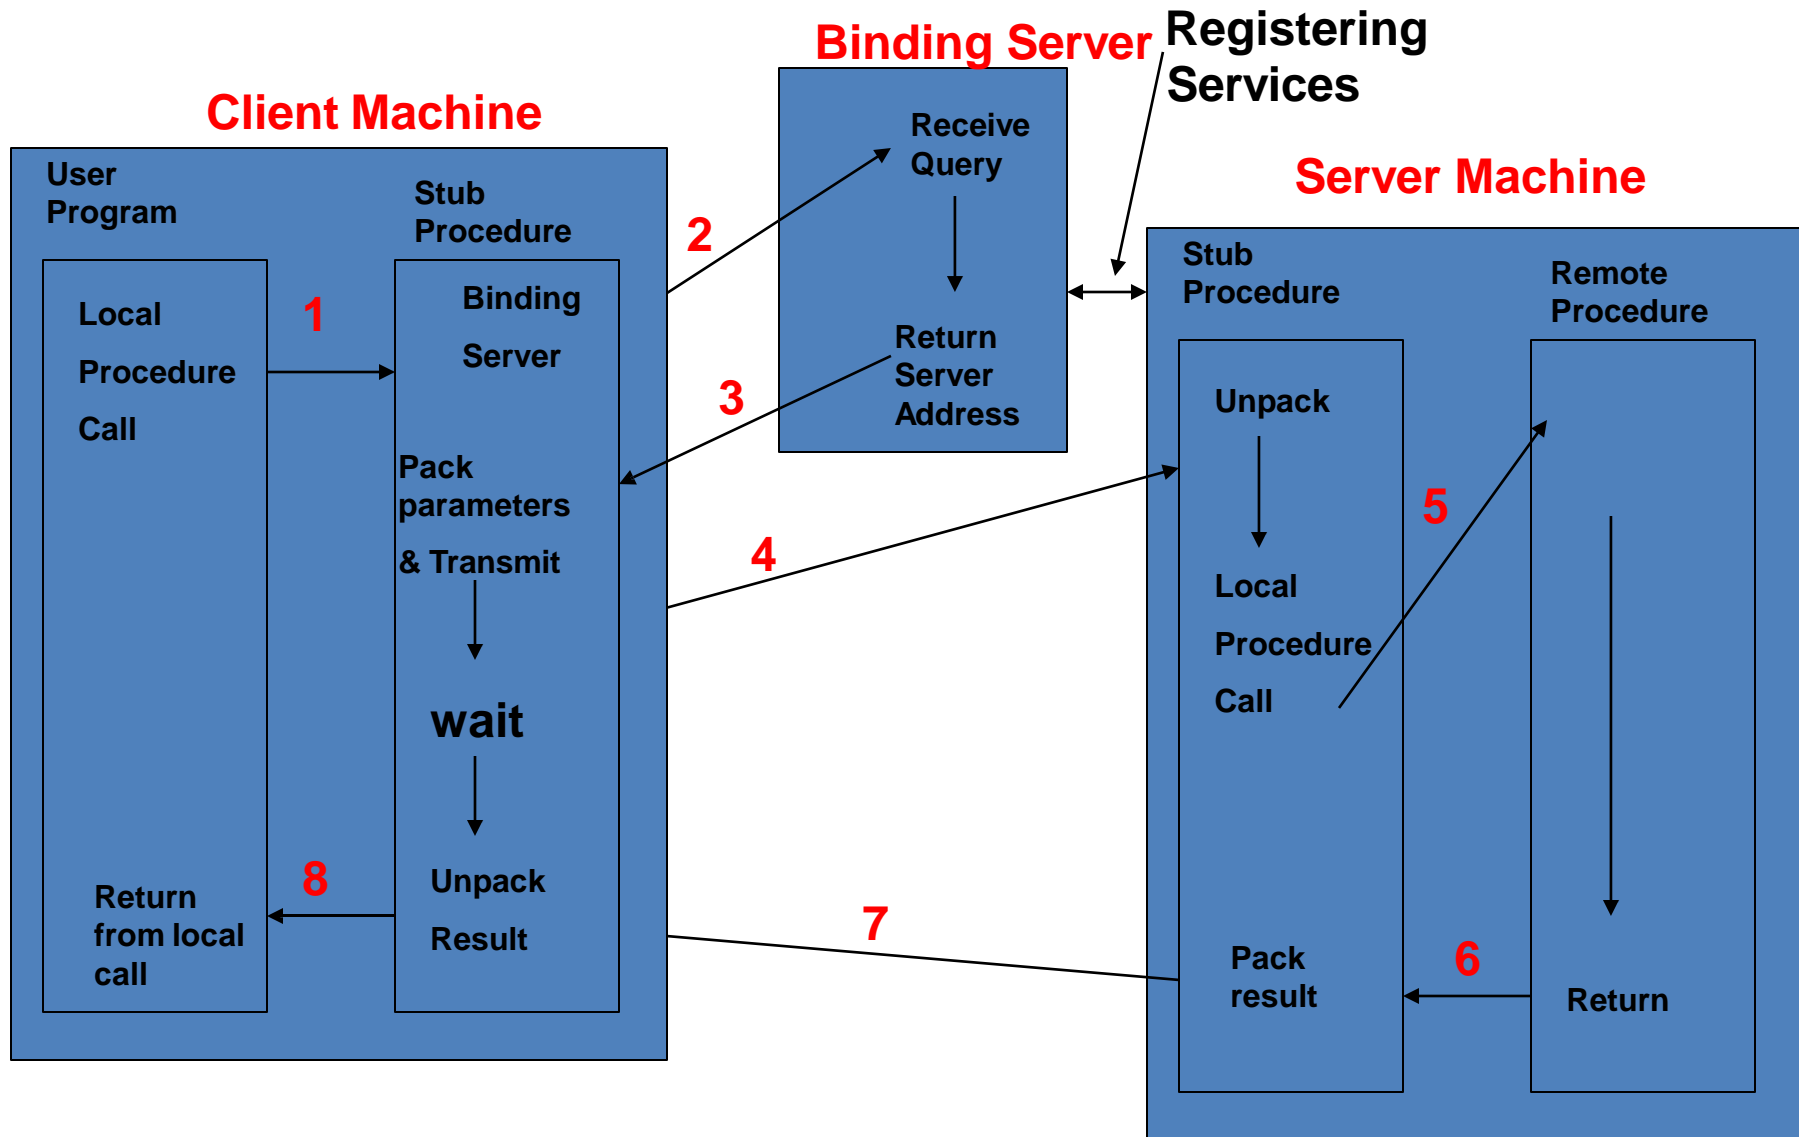 Binding Server
Registering
Services
Client Machine
Server Machine
User
Program
Stub
Procedure
Local
Procedure
Call
1
Binding
Server
Pack
parameters
& Transmit
wait
Unpack
Result
8
Return
from local
call
2
3
Receive
Query
Return
Server
Address
4
7
Stub
Procedure
Remote
Procedure
Unpack
Local
Procedure
Call
5
Pack
result
6
Return